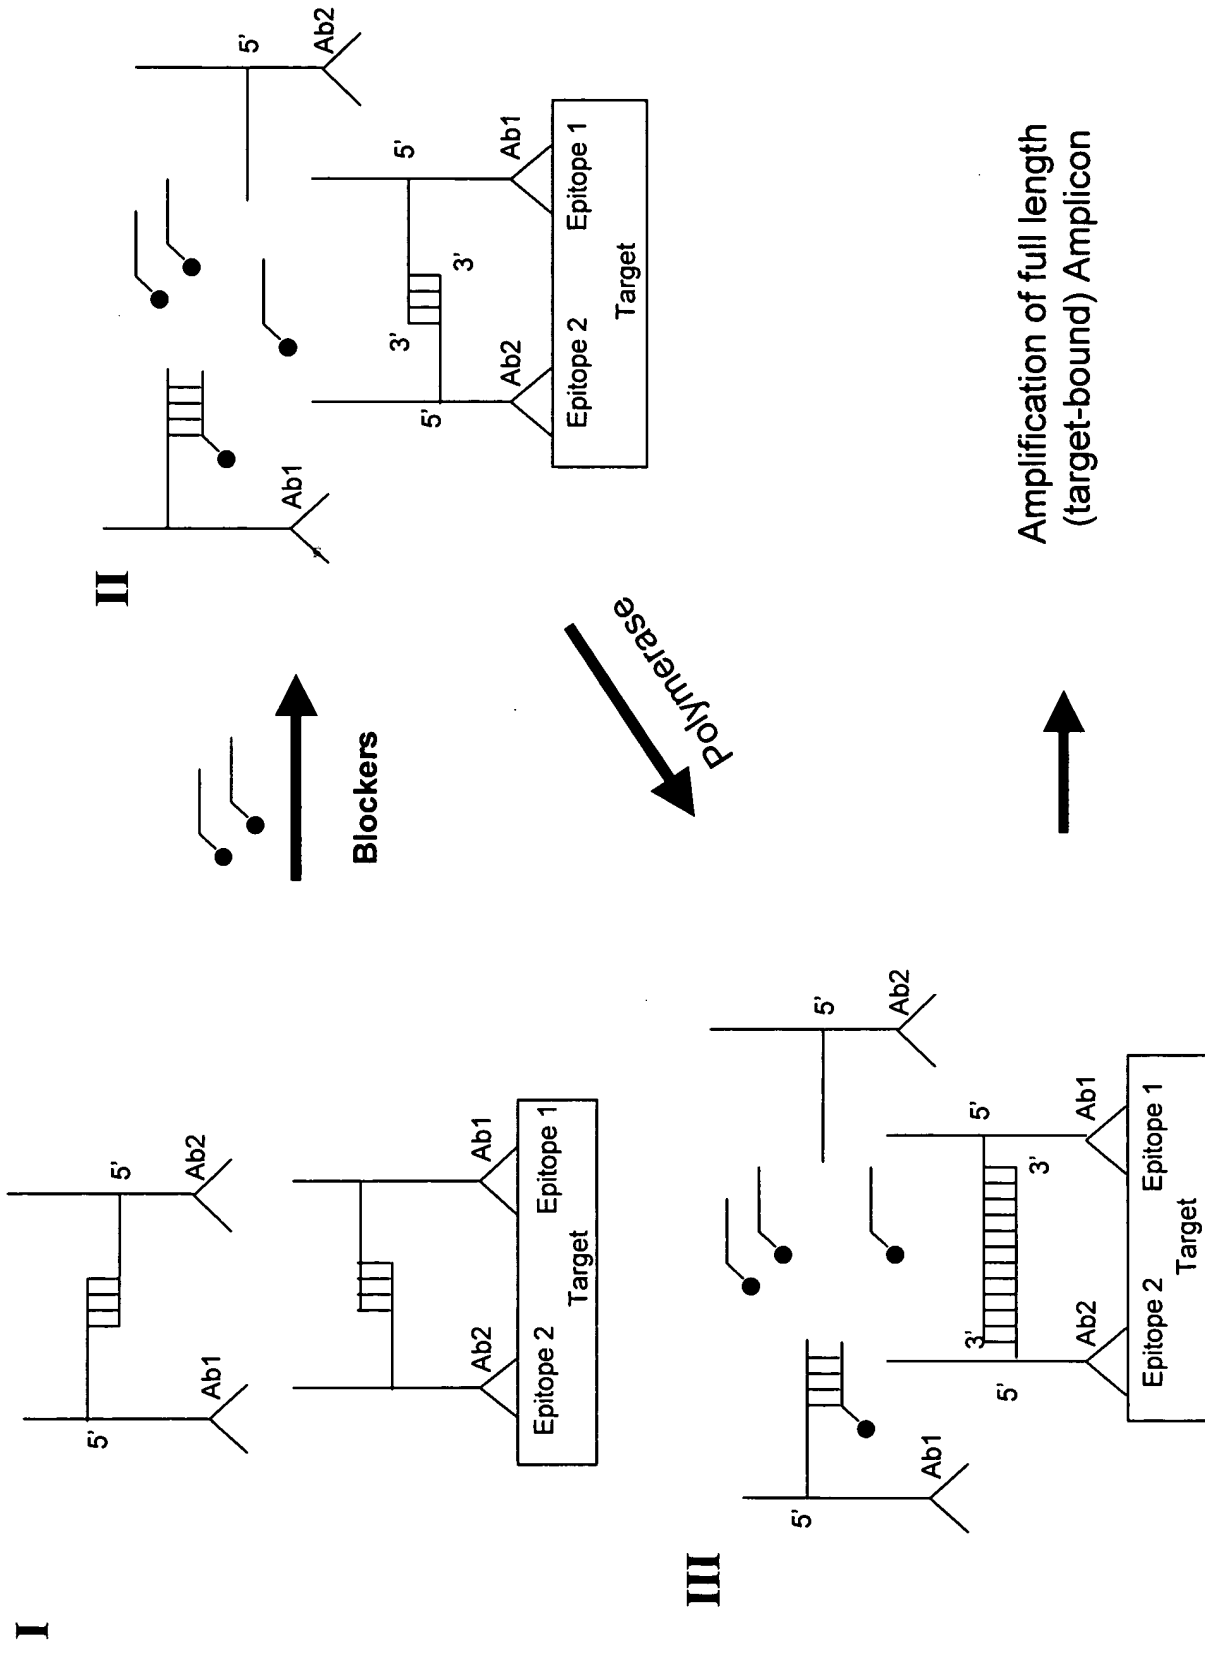 I
5'
5'
Ab1
Ab2
Ab2
Ab1
Epitope 2
Epitope 1
Target
Blockers
II
5'
Ab1
Ab2
3'
5'
5'
3'
Ab2
Ab1
Epitope 2
Epitope 1
Target
Polymerase
III
5'
5'
Ab1
Ab2
3'
5'
5'
3'
Ab2
Ab1
Epitope 2
Epitope 1
Target
Amplification of full length
(target-bound) Amplicon